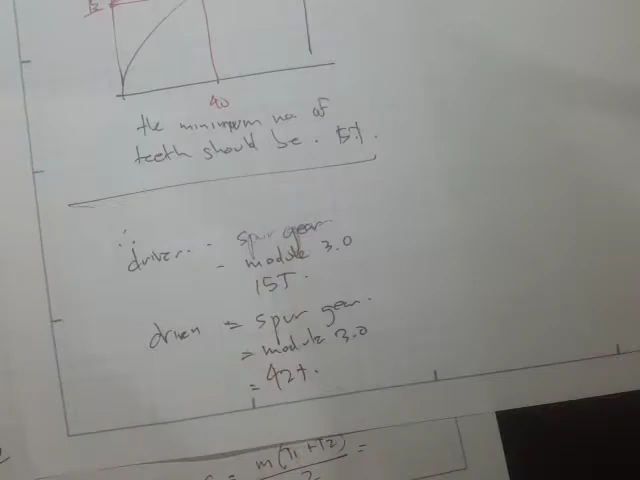 40
the minimum no of
teeth should be. 15T.
∴
driver - spur gear
- module 3.0
15T.
driven = spur gear.
= module 3.0
= 42t.
= m(T1+T2) =
2